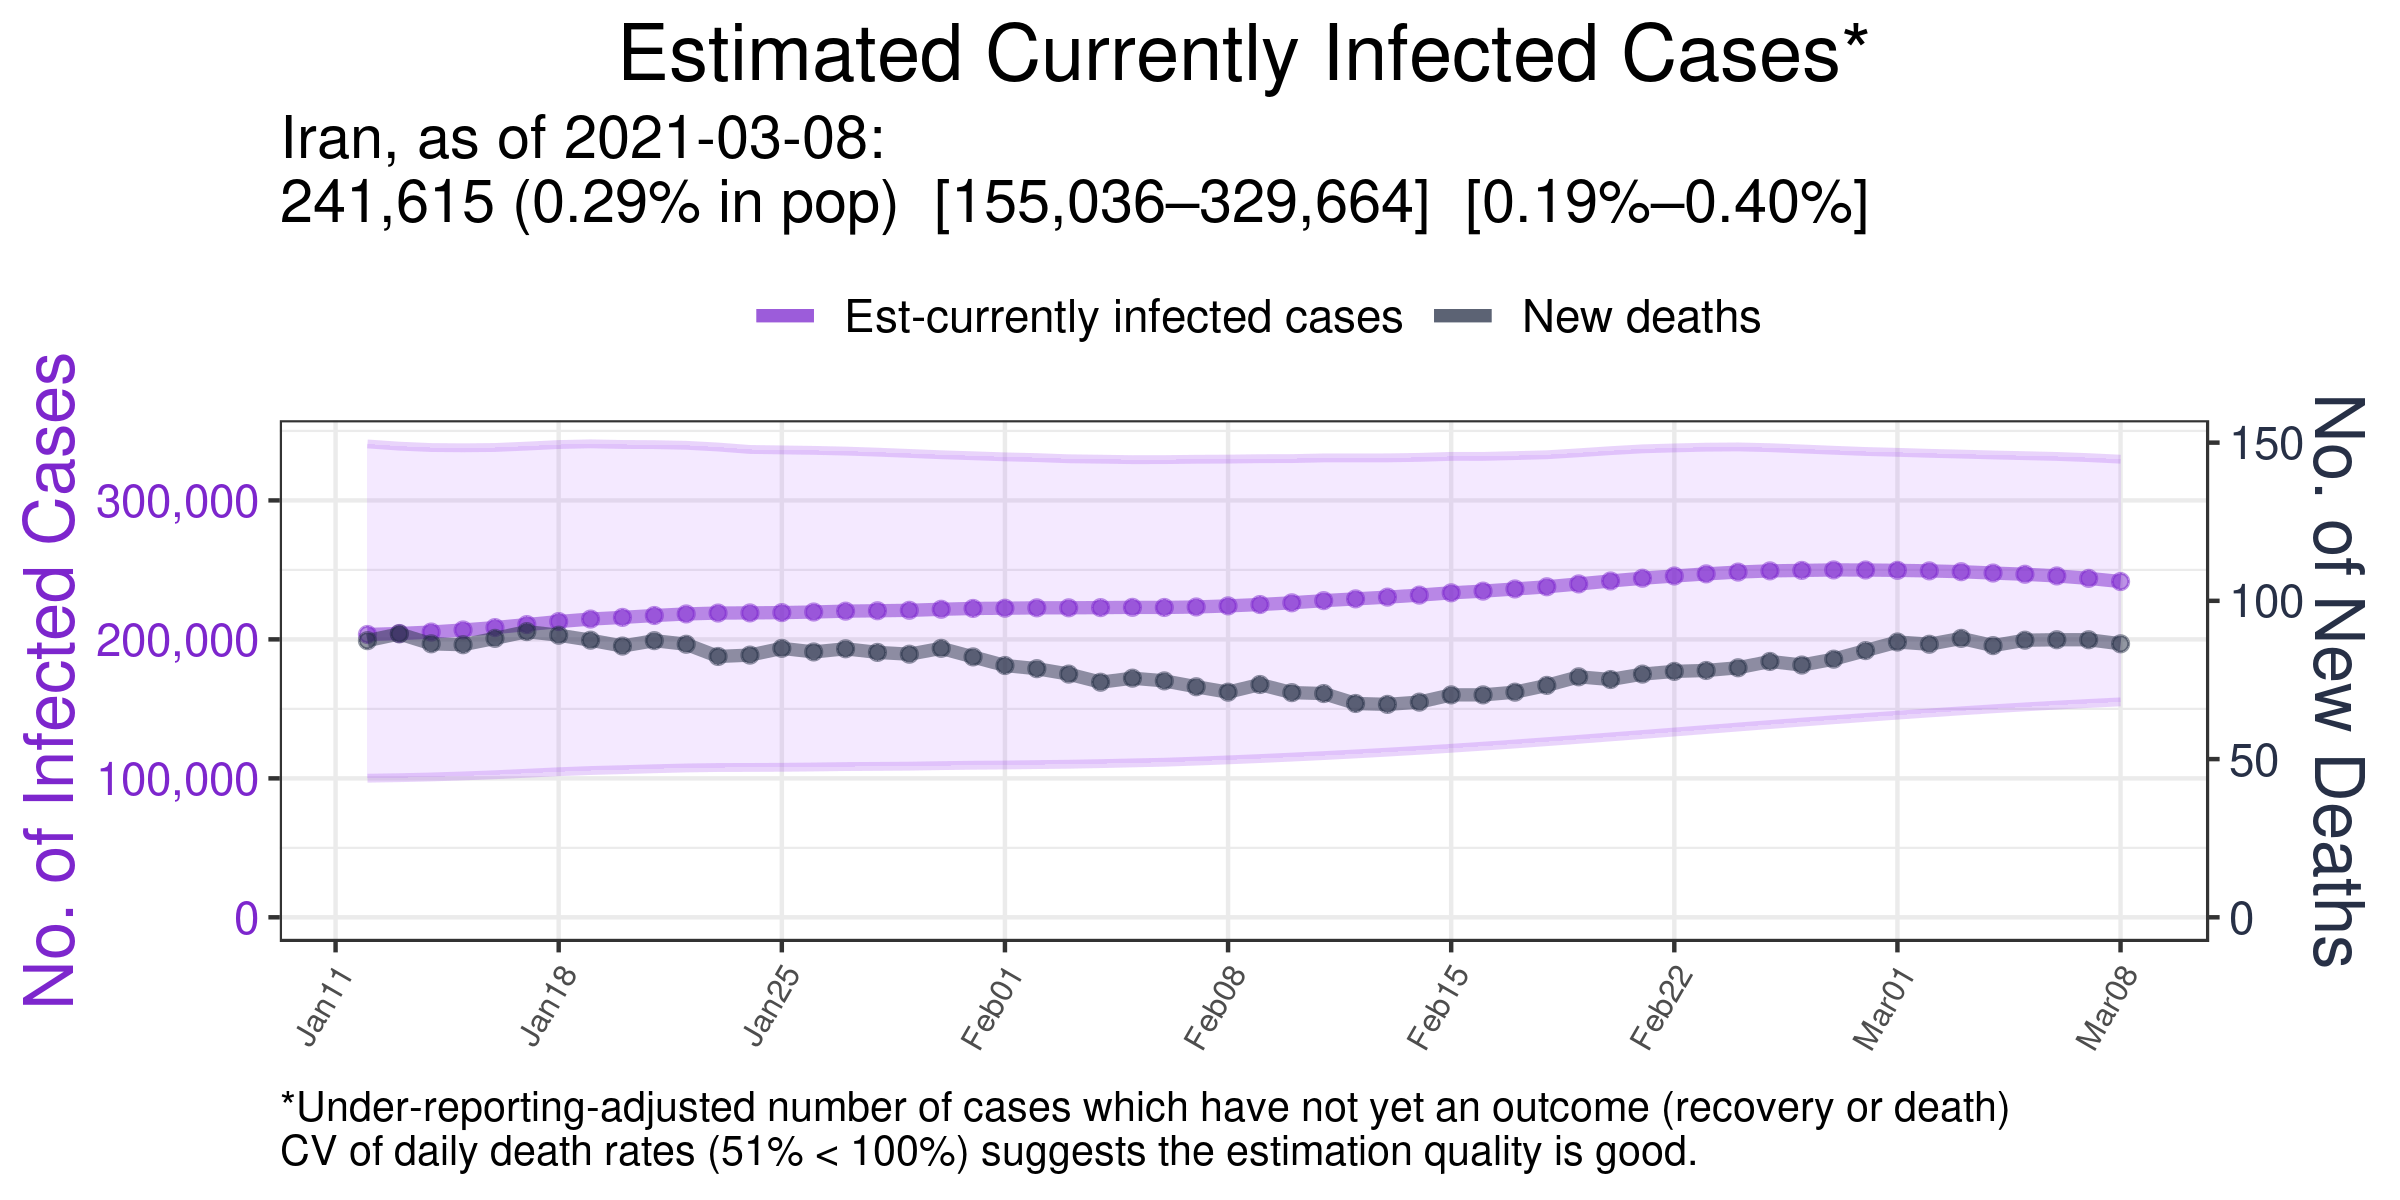 Estimated Currently Infected Cases*
Iran, as of 2021-03-08:
241,615 (0.29% in pop) [155,036–329,664] [0.19%–0.40%]
Est-currently infected cases
New deaths
No. of Infected Cases
300,000
200,000
100,000
0
150
100
50
0
No. of New Deaths
Jan11
Jan18
Jan25
Feb01
Feb08
Feb15
Feb22
Mar01
Mar08
*Under-reporting-adjusted number of cases which have not yet an outcome (recovery or death)
CV of daily death rates (51% < 100%) suggests the estimation quality is good.